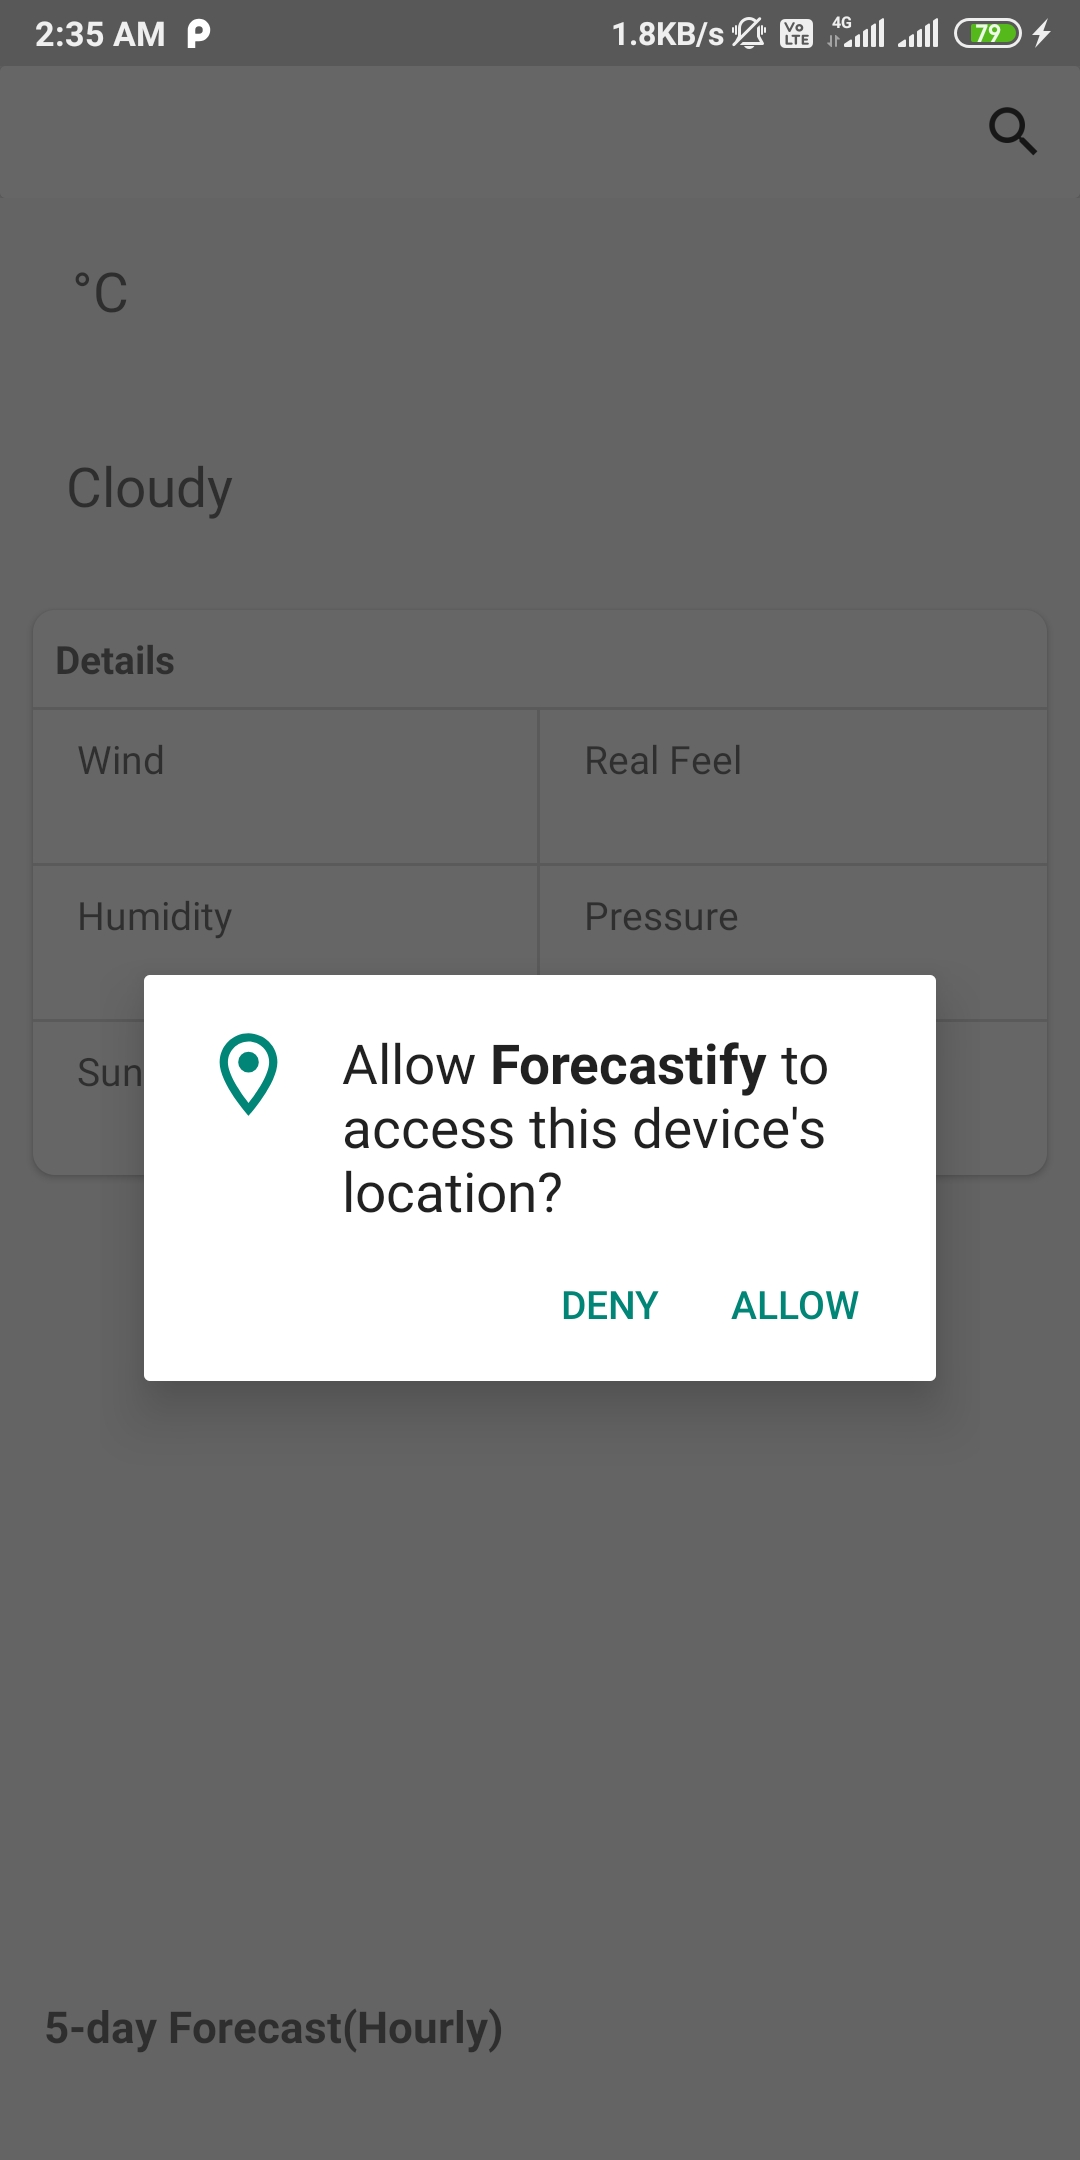 2:35 AM 1.8KB/s Vo LTE 4G 79
°C
Cloudy
Details
Wind Real Feel
Humidity Pressure
Sun
Allow Forecastify to
access this device's
location?
DENY ALLOW
5-day Forecast(Hourly)